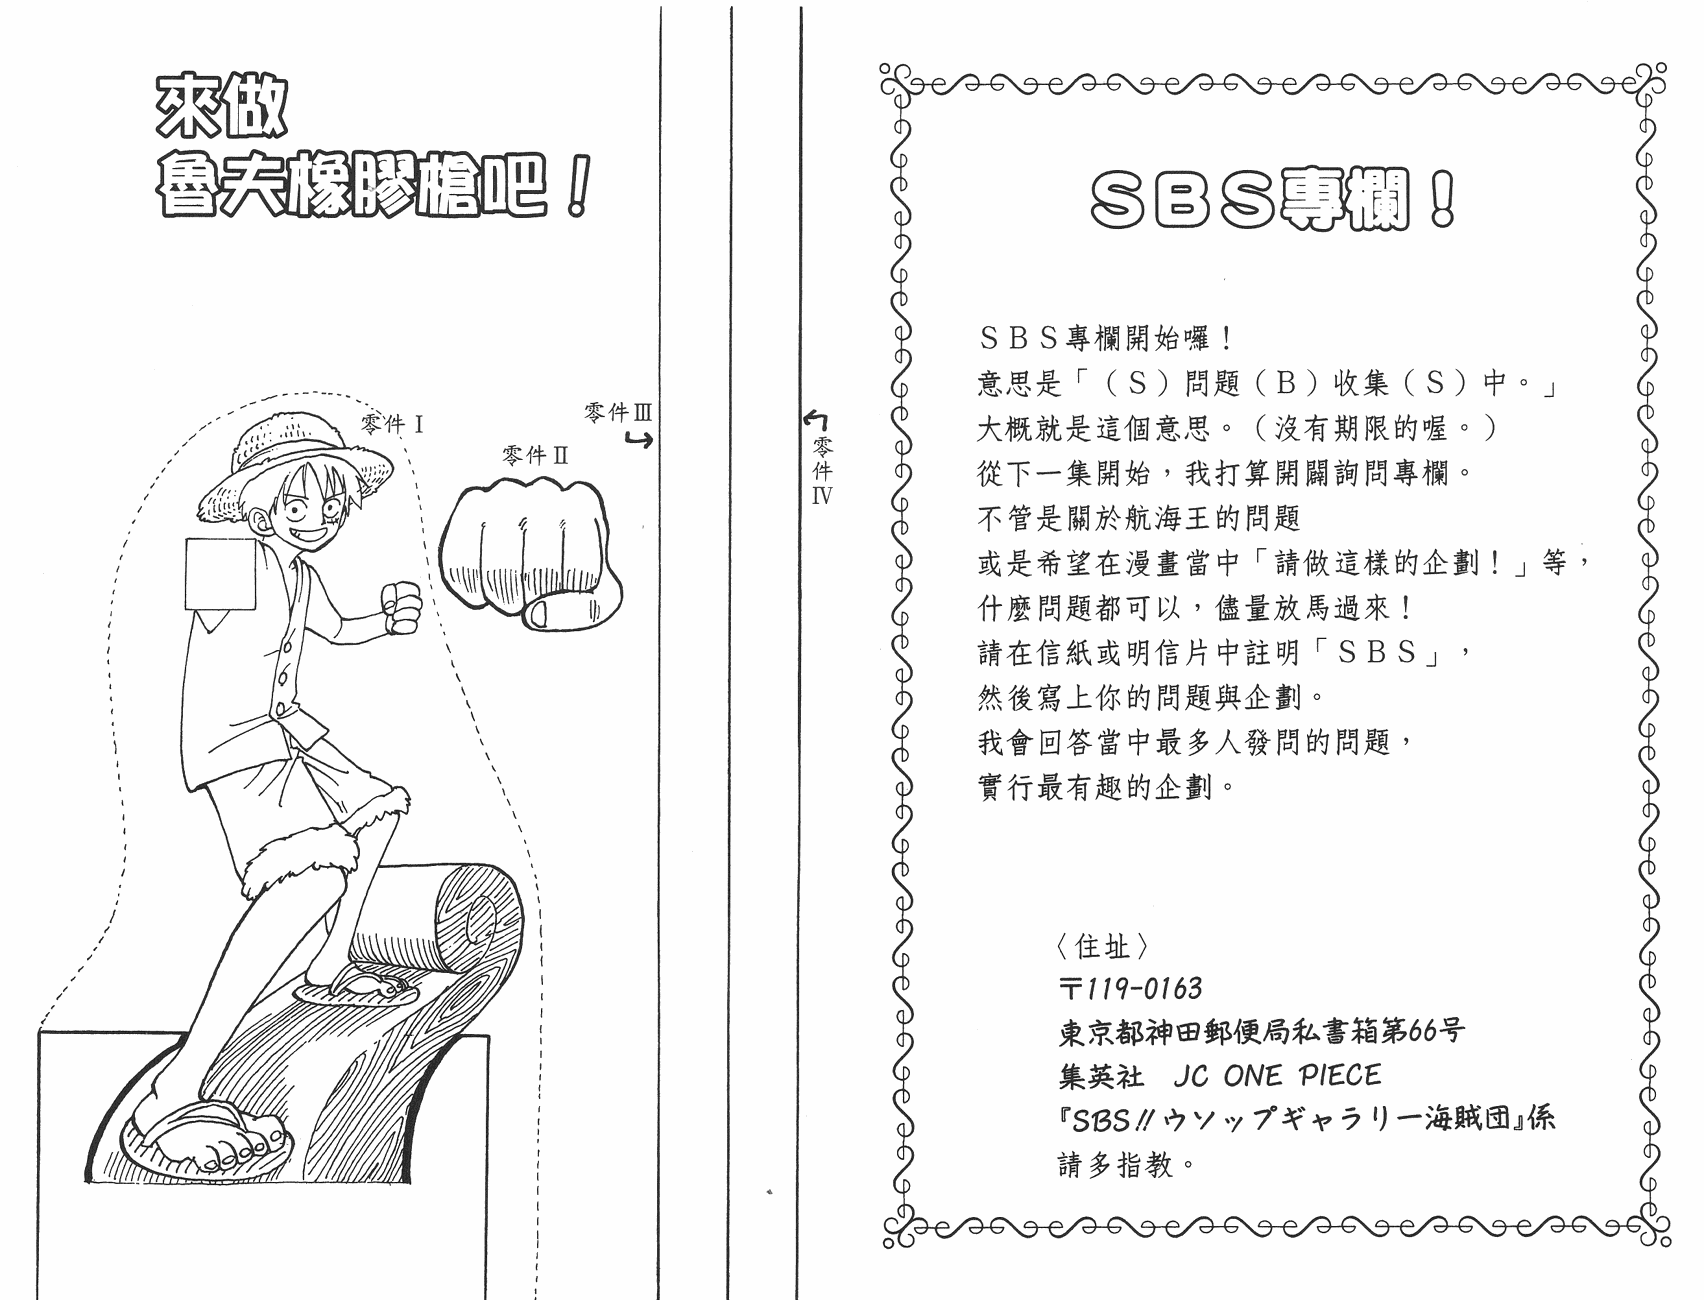 來做
魯夫橡膠槍吧！
零件Ⅰ
零件Ⅱ
零件Ⅲ
零件Ⅳ
ＳＢＳ專欄！
ＳＢＳ專欄開始囉！
意思是「（Ｓ）問題（Ｂ）收集（Ｓ）中。」
大概就是這個意思。（沒有期限的喔。）
從下一集開始，我打算開闢詢問專欄。
不管是關於航海王的問題
或是希望在漫畫當中「請做這樣的企劃！」等，
什麼問題都可以，儘量放馬過來！
請在信紙或明信片中註明「ＳＢＳ」，
然後寫上你的問題與企劃。
我會回答當中最多人發問的問題，
實行最有趣的企劃。
〈住址〉
〒119-0163
東京都神田郵便局私書箱第66号
集英社　JC ONE PIECE
『SBS!!ウソップギャラリー海賊団』係
請多指教。